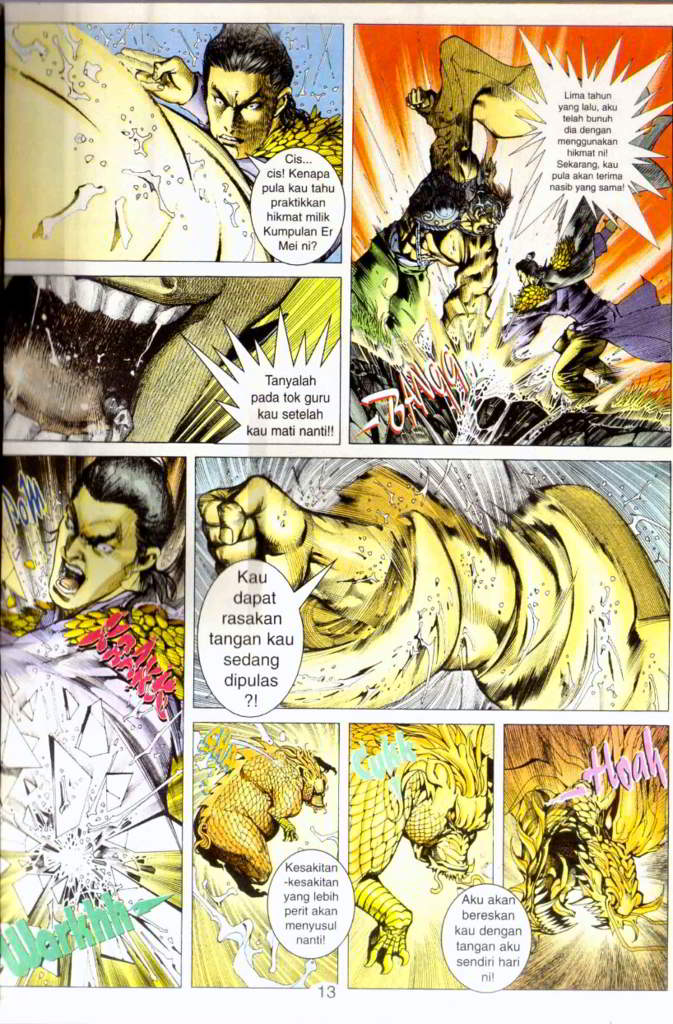 Cis...
cis! Kenapa
pula kau tahu
praktikkan
hikmat milik
Kumpulan Er
Mei ni?
Lima tahun
yang lalu, aku
telah bunuh
dia dengan
menggunakan
hikmat ni!
Sekarang, kau
pula akan terima
nasib yang sama!
Tanyalah
pada tok guru
kau setelah
kau mati nanti!!
BANGG
POM
KRAKK
Warkhh
Kau
dapat
rasakan
tangan kau
sedang
dipulas
?!
Kesakitan
-kesakitan
yang lebih
perit akan
menyusul
nanti!
Aku akan
bereskan
kau dengan
tangan aku
sendiri hari
ni!
Hoah
13